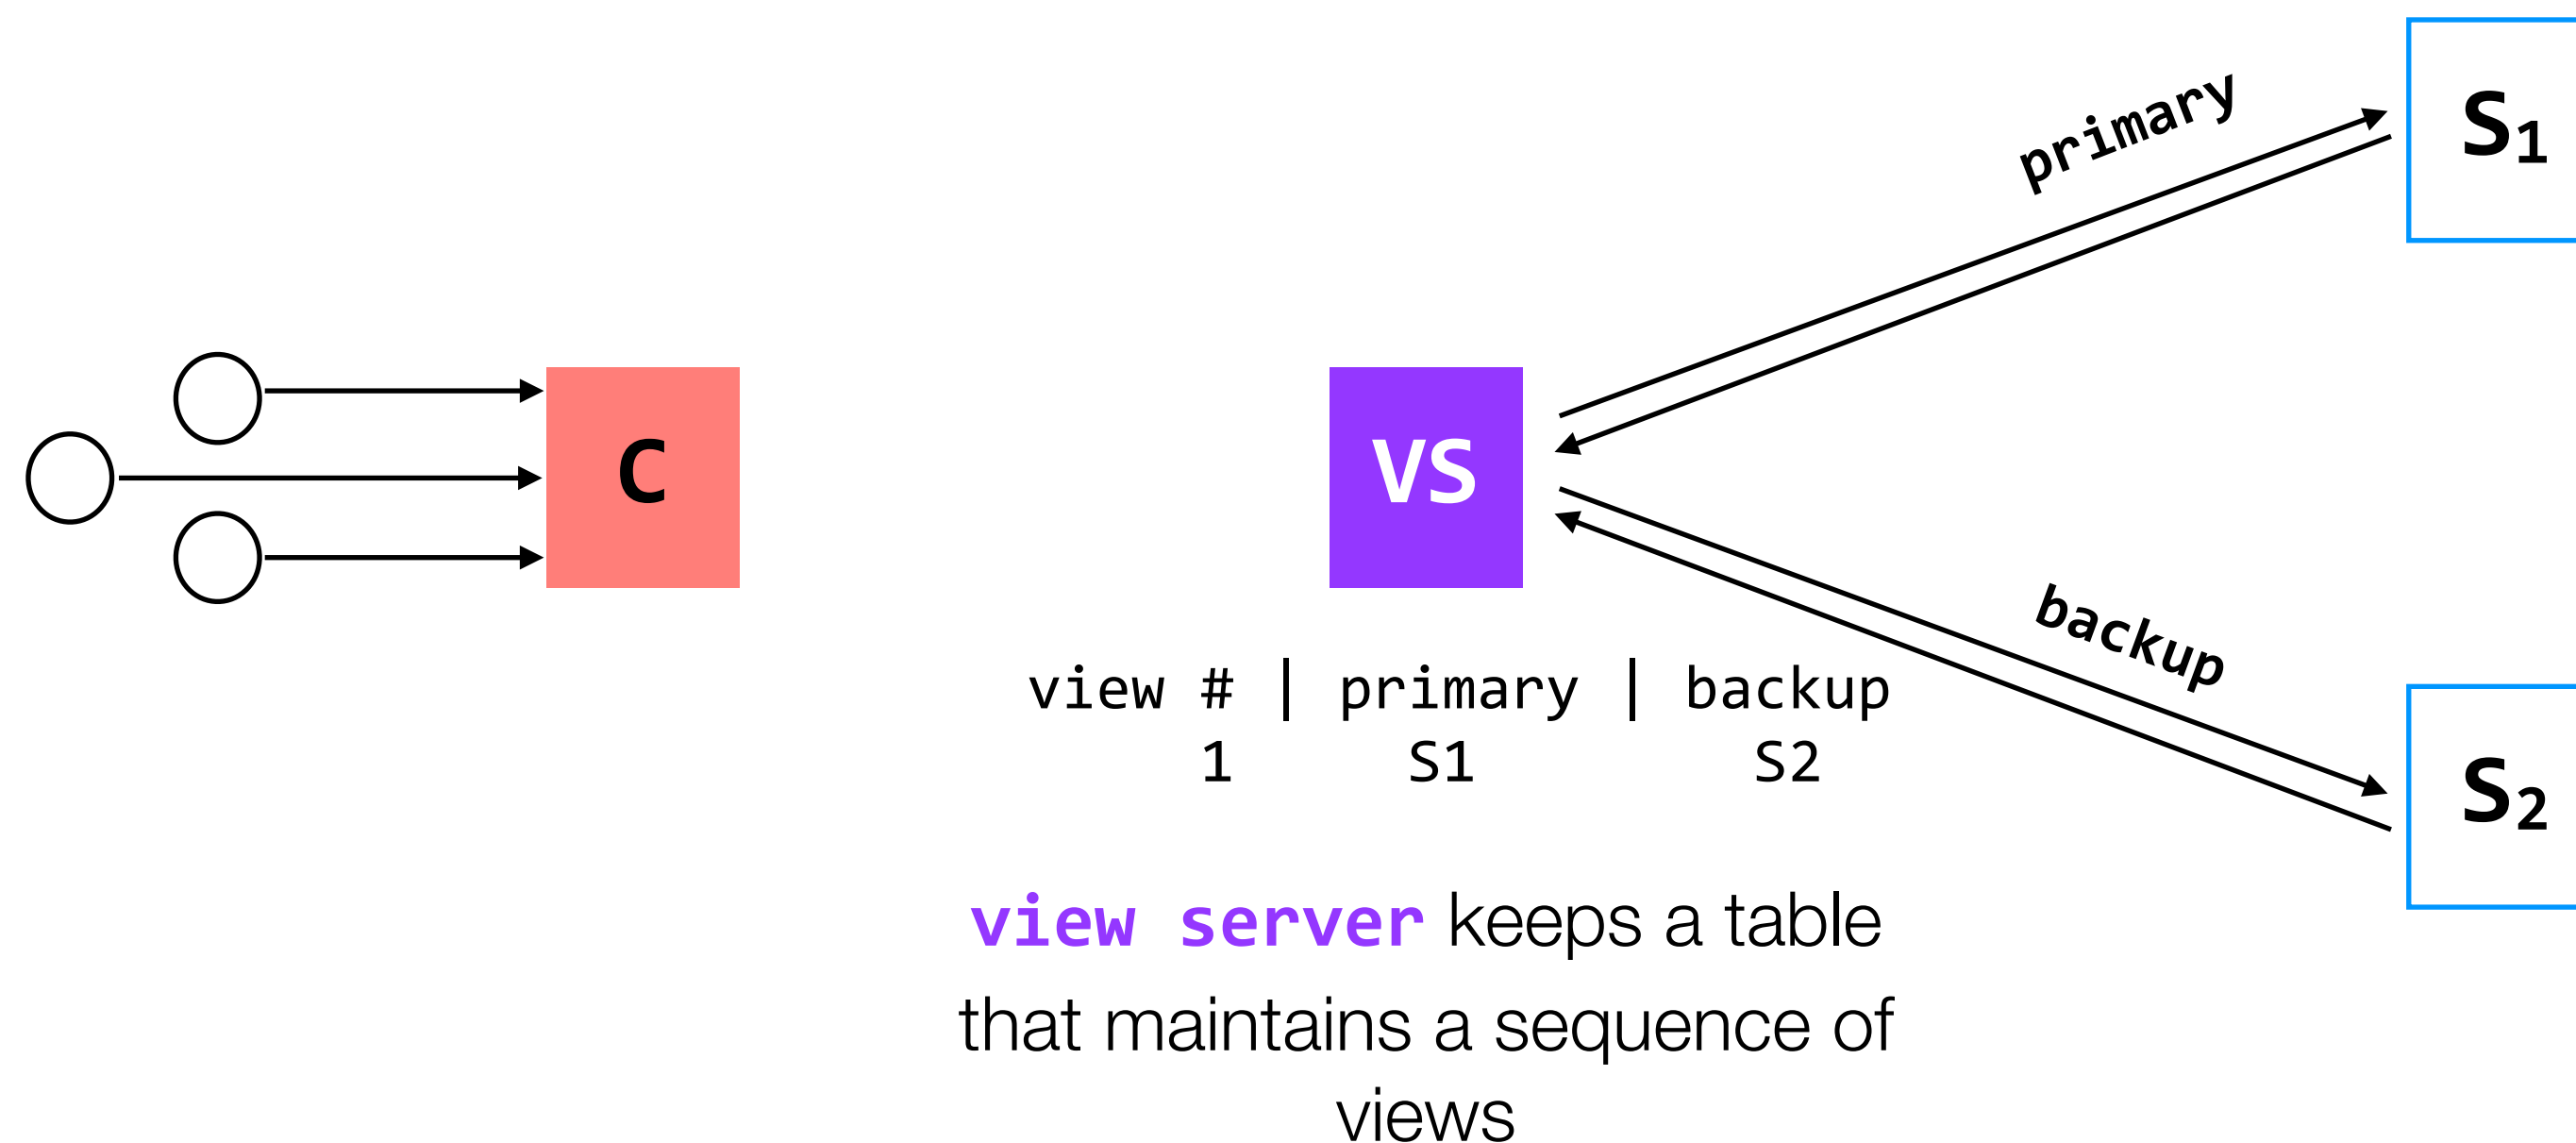 primary
S1
C
VS
backup
view # | primary | backup
1 S1 S2
S2
view server keeps a table
that maintains a sequence of
views